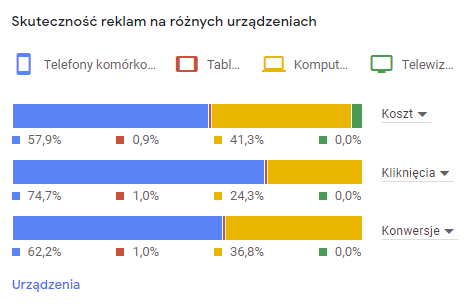 Skuteczność reklam na różnych urządzeniach
Telefony komórko... Tabl... Komput... Telewiz...
Koszt
57,9% 0,9% 41,3% 0,0%
Kliknięcia
74,7% 1,0% 24,3% 0,0%
Konwersje
62,2% 1,0% 36,8% 0,0%
Urządzenia